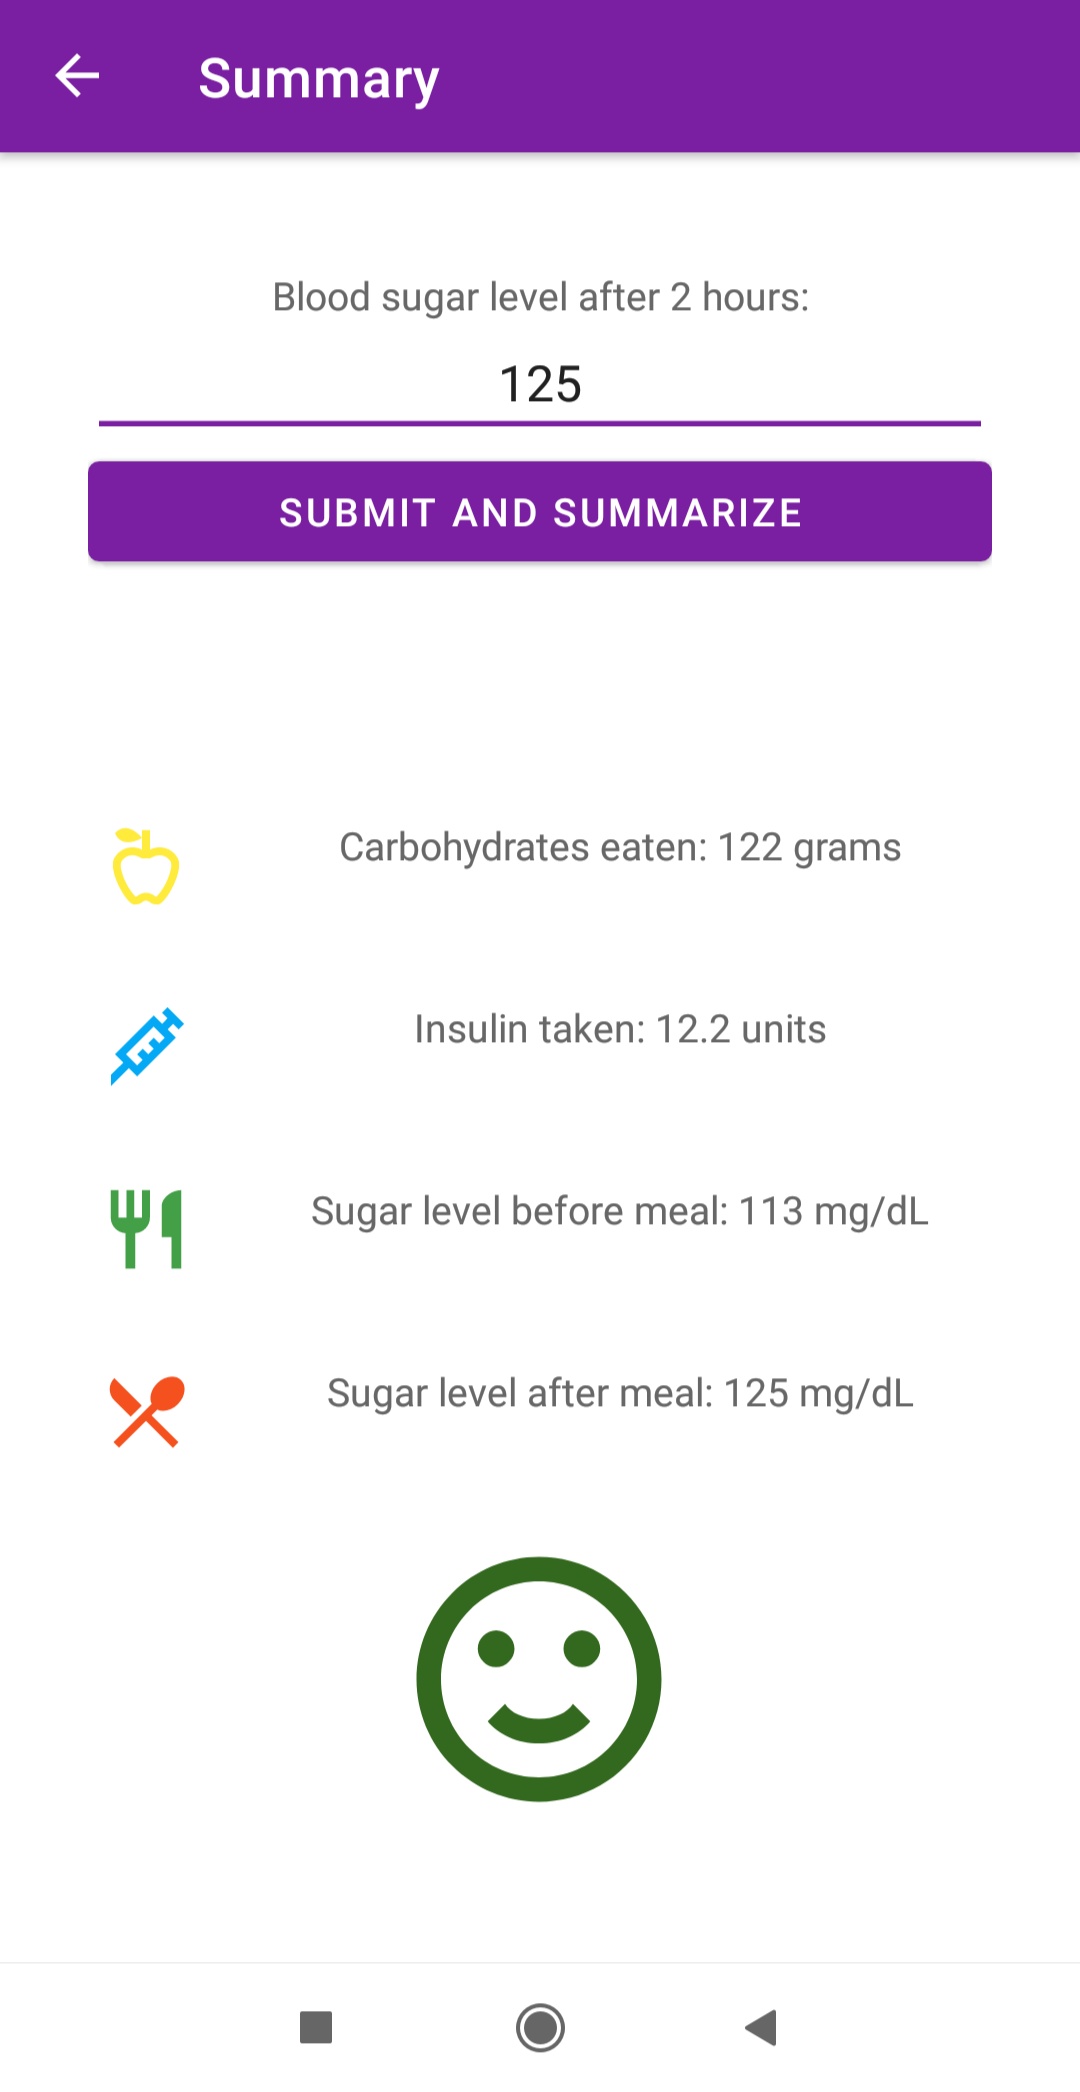 Summary
Blood sugar level after 2 hours:
125
SUBMIT AND SUMMARIZE
Carbohydrates eaten: 122 grams
Insulin taken: 12.2 units
Sugar level before meal: 113 mg/dL
Sugar level after meal: 125 mg/dL